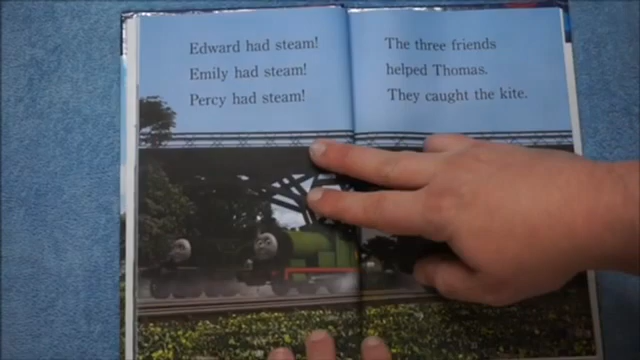 Edward had steam!
Emily had steam!
Percy had steam!
The three friends
helped Thomas.
They caught the kite.